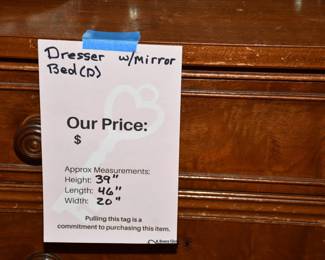 Dresser w/Mirror
Bed(D)
Our Price:
$
Approx Measurements:
Height: 39"
Length: 46"
Width: 20"
Pulling this tag is a
commitment to purchasing this item.